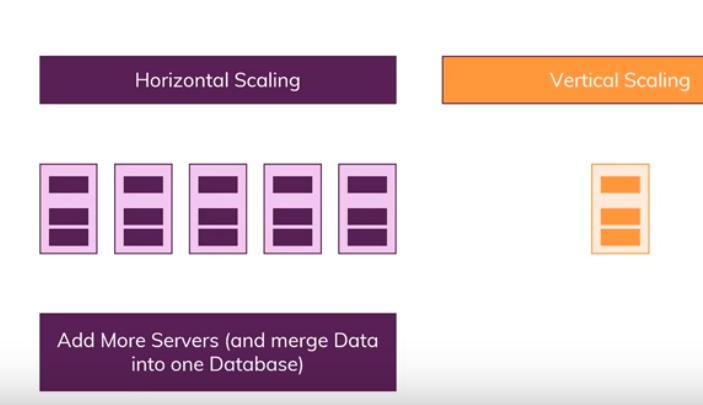 Horizontal Scaling
Vertical Scaling
Add More Servers (and merge Data
into one Database)